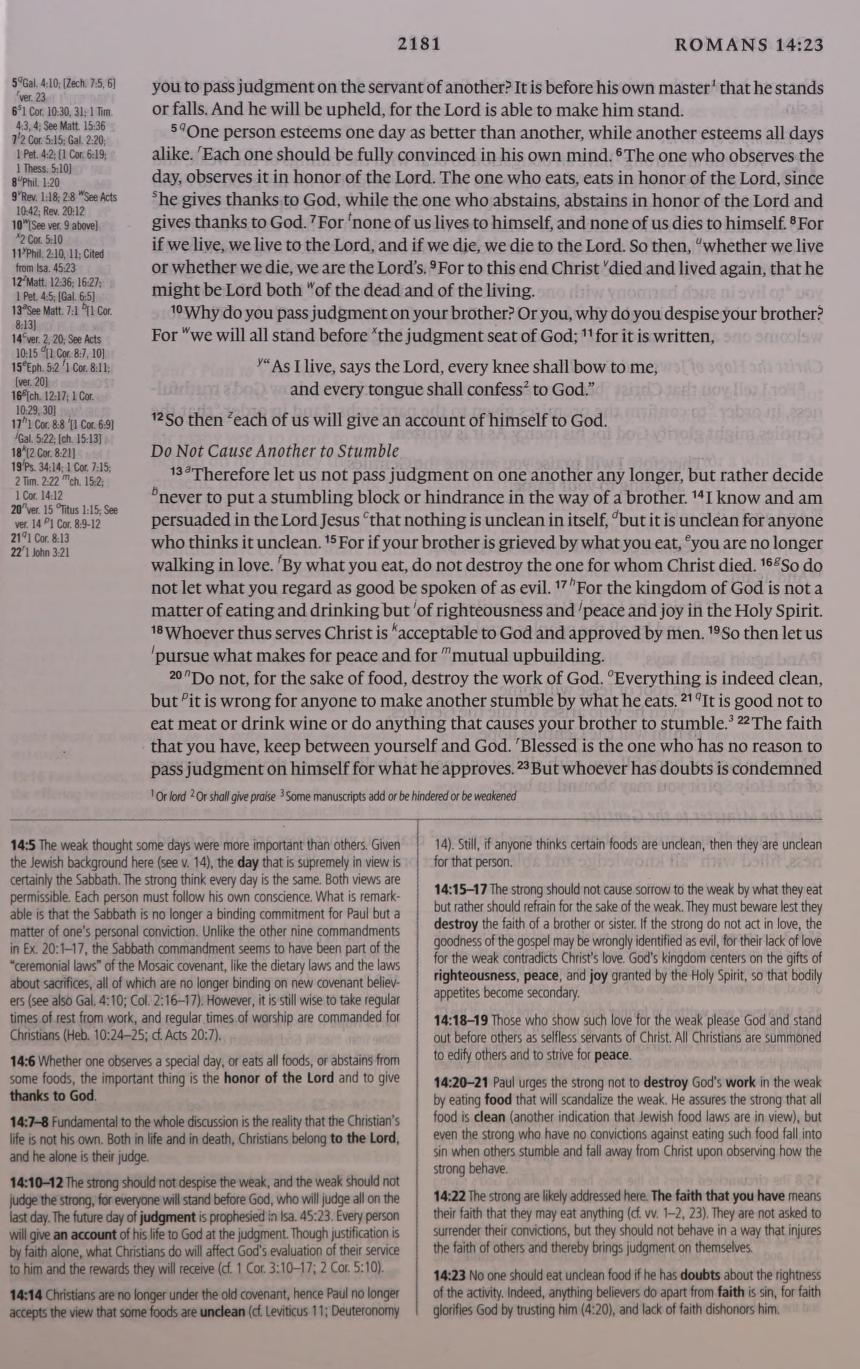 2181
ROMANS 14:23
5 q Gal. 4:10; [Zech. 7:5, 6]
r ver. 23
6 s 1 Cor. 10:30, 31; 1 Tim.
4:3, 4; See Matt. 15:36
7 t 2 Cor. 5:15; Gal. 2:20;
1 Pet. 4:2; [1 Cor. 6:19;
1 Thess. 5:10]
8 u Phil. 1:20
9 v Rev. 1:18; 2:8 w See Acts
10:42; Rev. 20:12
10 w [See ver. 9 above]
x 2 Cor. 5:10
11 y Phil. 2:10, 11; Cited
from Isa. 45:23
12 z Matt. 12:36; 16:27;
1 Pet. 4:5; [Gal. 6:5]
13 a See Matt. 7:1 b [1 Cor.
8:13]
14 c ver. 2, 20; See Acts
10:15 d [1 Cor. 8:7, 10]
15 e Eph. 5:2 f 1 Cor. 8:11;
[ver. 20]
16 g [ch. 12:17; 1 Cor.
10:29, 30]
17 h 1 Cor. 8:8 i [1 Cor. 6:9]
j Gal. 5:22; [ch. 15:13]
18 k [2 Cor. 8:21]
19 l Ps. 34:14; 1 Cor. 7:15;
2 Tim. 2:22 m ch. 15:2;
1 Cor. 14:12
20 n ver. 15 o Titus 1:15; See
ver. 14 p 1 Cor. 8:9-12
21 q 1 Cor. 8:13
22 r 1 John 3:21
you to pass judgment on the servant of another? It is before his own master¹ that he stands
or falls. And he will be upheld, for the Lord is able to make him stand.
5 q One person esteems one day as better than another, while another esteems all days
alike. r Each one should be fully convinced in his own mind. 6 The one who observes the
day, observes it in honor of the Lord. The one who eats, eats in honor of the Lord, since
s he gives thanks to God, while the one who abstains, abstains in honor of the Lord and
gives thanks to God. 7 For t none of us lives to himself, and none of us dies to himself. 8 For
if we live, we live to the Lord, and if we die, we die to the Lord. So then, u whether we live
or whether we die, we are the Lord's. 9 For to this end Christ v died and lived again, that he
might be Lord both w of the dead and of the living.
10 Why do you pass judgment on your brother? Or you, why do you despise your brother?
For w we will all stand before x the judgment seat of God; 11 for it is written,
y "As I live, says the Lord, every knee shall bow to me,
and every tongue shall confess² to God."
12 So then z each of us will give an account of himself to God.
Do Not Cause Another to Stumble
13 a Therefore let us not pass judgment on one another any longer, but rather decide
b never to put a stumbling block or hindrance in the way of a brother. 14 I know and am
persuaded in the Lord Jesus c that nothing is unclean in itself, d but it is unclean for anyone
who thinks it unclean. 15 For if your brother is grieved by what you eat, e you are no longer
walking in love. f By what you eat, do not destroy the one for whom Christ died. 16 g So do
not let what you regard as good be spoken of as evil. 17 h For the kingdom of God is not a
matter of eating and drinking but i of righteousness and j peace and joy in the Holy Spirit.
18 Whoever thus serves Christ is k acceptable to God and approved by men. 19 So then let us
l pursue what makes for peace and for m mutual upbuilding.
20 n Do not, for the sake of food, destroy the work of God. o Everything is indeed clean,
but p it is wrong for anyone to make another stumble by what he eats. 21 q It is good not to
eat meat or drink wine or do anything that causes your brother to stumble.³ 22 The faith
that you have, keep between yourself and God. r Blessed is the one who has no reason to
pass judgment on himself for what he approves. 23 But whoever has doubts is condemned
¹ Or lord ² Or shall give praise ³ Some manuscripts add or be hindered or be weakened
14:5 The weak thought some days were more important than others. Given
the Jewish background here (see v. 14), the day that is supremely in view is
certainly the Sabbath. The strong think every day is the same. Both views are
permissible. Each person must follow his own conscience. What is remark-
able is that the Sabbath is no longer a binding commitment for Paul but a
matter of one's personal conviction. Unlike the other nine commandments
in Ex. 20:1–17, the Sabbath commandment seems to have been part of the
"ceremonial laws" of the Mosaic covenant, like the dietary laws and the laws
about sacrifices, all of which are no longer binding on new covenant believ-
ers (see also Gal. 4:10; Col. 2:16–17). However, it is still wise to take regular
times of rest from work, and regular times of worship are commanded for
Christians (Heb. 10:24–25; cf. Acts 20:7).
14:6 Whether one observes a special day, or eats all foods, or abstains from
some foods, the important thing is the honor of the Lord and to give
thanks to God.
14:7–8 Fundamental to the whole discussion is the reality that the Christian's
life is not his own. Both in life and in death, Christians belong to the Lord,
and he alone is their judge.
14:10–12 The strong should not despise the weak, and the weak should not
judge the strong, for everyone will stand before God, who will judge all on the
last day. The future day of judgment is prophesied in Isa. 45:23. Every person
will give an account of his life to God at the judgment. Though justification is
by faith alone, what Christians do will affect God's evaluation of their service
to him and the rewards they will receive (cf. 1 Cor. 3:10–17; 2 Cor. 5:10).
14:14 Christians are no longer under the old covenant, hence Paul no longer
accepts the view that some foods are unclean (cf. Leviticus 11; Deuteronomy
14). Still, if anyone thinks certain foods are unclean, then they are unclean
for that person.
14:15–17 The strong should not cause sorrow to the weak by what they eat
but rather should refrain for the sake of the weak. They must beware lest they
destroy the faith of a brother or sister. If the strong do not act in love, the
goodness of the gospel may be wrongly identified as evil, for their lack of love
for the weak contradicts Christ's love. God's kingdom centers on the gifts of
righteousness, peace, and joy granted by the Holy Spirit, so that bodily
appetites become secondary.
14:18–19 Those who show such love for the weak please God and stand
out before others as selfless servants of Christ. All Christians are summoned
to edify others and to strive for peace.
14:20–21 Paul urges the strong not to destroy God's work in the weak
by eating food that will scandalize the weak. He assures the strong that all
food is clean (another indication that Jewish food laws are in view), but
even the strong who have no convictions against eating such food fall into
sin when others stumble and fall away from Christ upon observing how the
strong behave.
14:22 The strong are likely addressed here. The faith that you have means
their faith that they may eat anything (cf. vv. 1–2, 23). They are not asked to
surrender their convictions, but they should not behave in a way that injures
the faith of others and thereby brings judgment on themselves.
14:23 No one should eat unclean food if he has doubts about the rightness
of the activity. Indeed, anything believers do apart from faith is sin, for faith
glorifies God by trusting him (4:20), and lack of faith dishonors him.